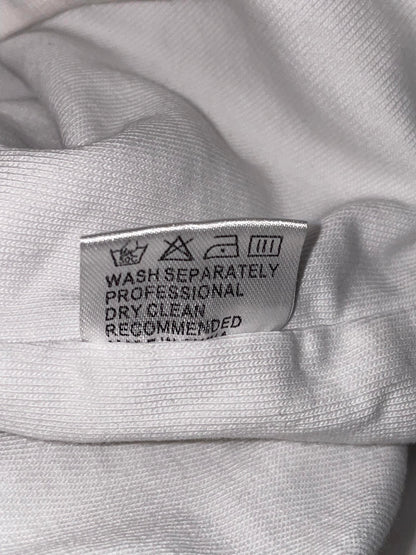 WASH SEPARATELY
PROFESSIONAL
DRY CLEAN
RECOMMENDED